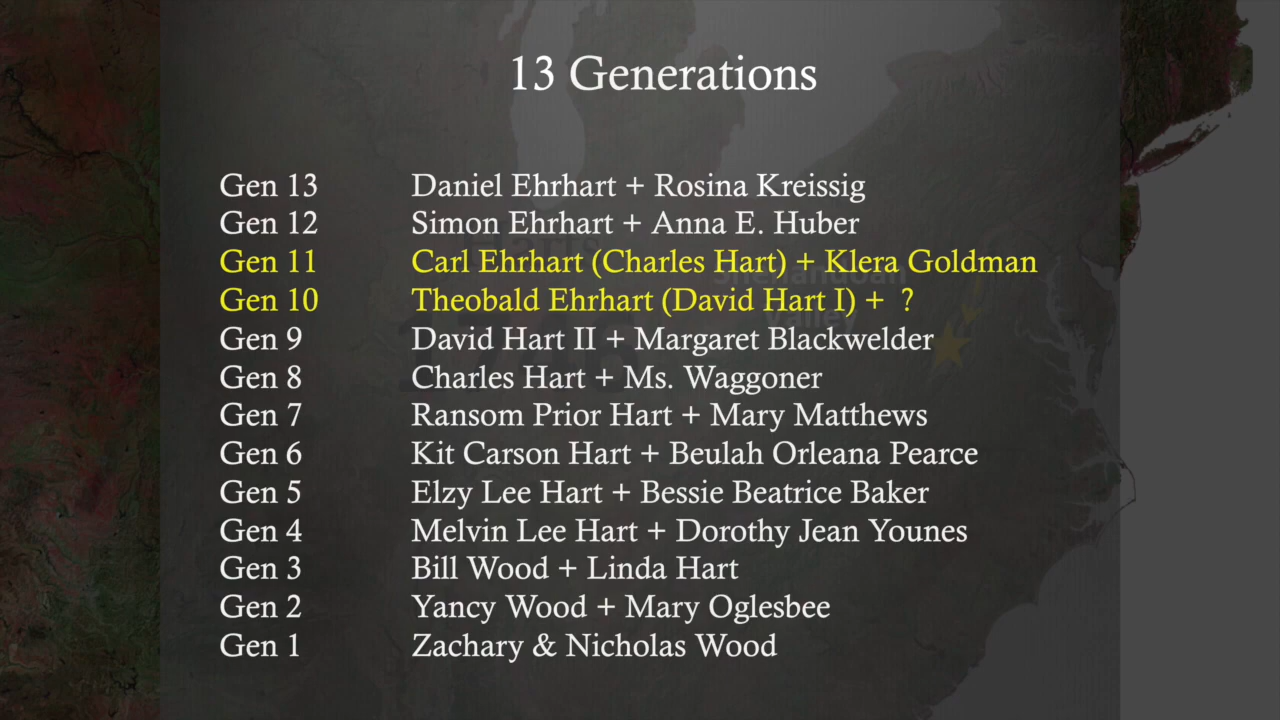 13 Generations
Gen 13 Daniel Ehrhart + Rosina Kreissig
Gen 12 Simon Ehrhart + Anna E. Huber
Gen 11 Carl Ehrhart (Charles Hart) + Klera Goldman
Gen 10 Theobald Ehrhart (David Hart I) + ?
Gen 9 David Hart II + Margaret Blackwelder
Gen 8 Charles Hart + Ms. Waggoner
Gen 7 Ransom Prior Hart + Mary Matthews
Gen 6 Kit Carson Hart + Beulah Orleana Pearce
Gen 5 Elzy Lee Hart + Bessie Beatrice Baker
Gen 4 Melvin Lee Hart + Dorothy Jean Younes
Gen 3 Bill Wood + Linda Hart
Gen 2 Yancy Wood + Mary Oglesbee
Gen 1 Zachary & Nicholas Wood
Shenandoah
Valley